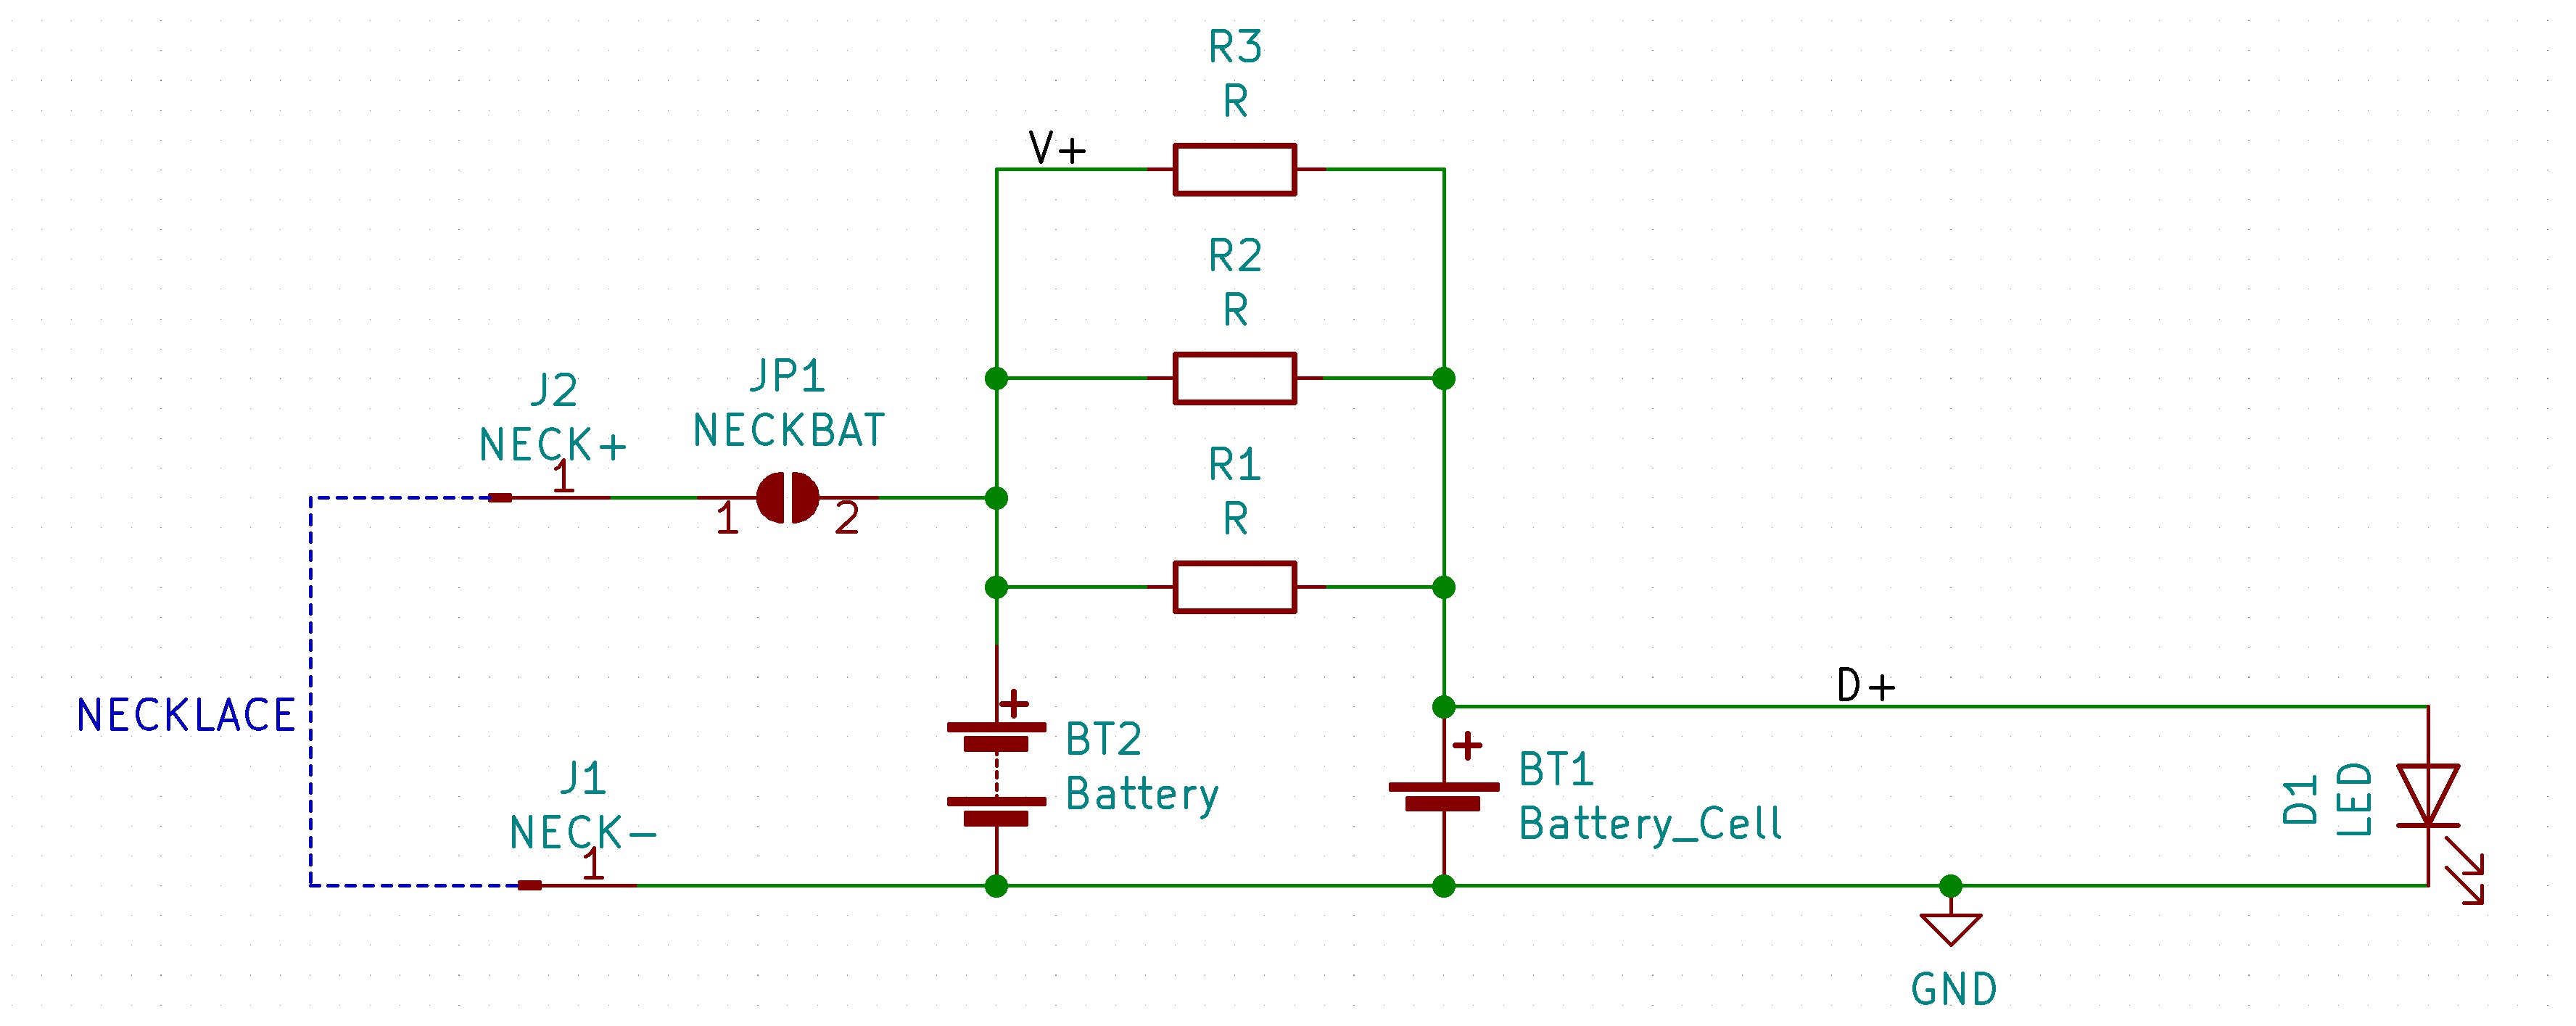 R3
R
V+
R2
R
J2
NECK+
1
JP1
NECKBAT
1
2
R1
R
NECKLACE
+
BT2
Battery
D+
+
BT1
Battery_Cell
D1
LED
J1
NECK-
1
GND